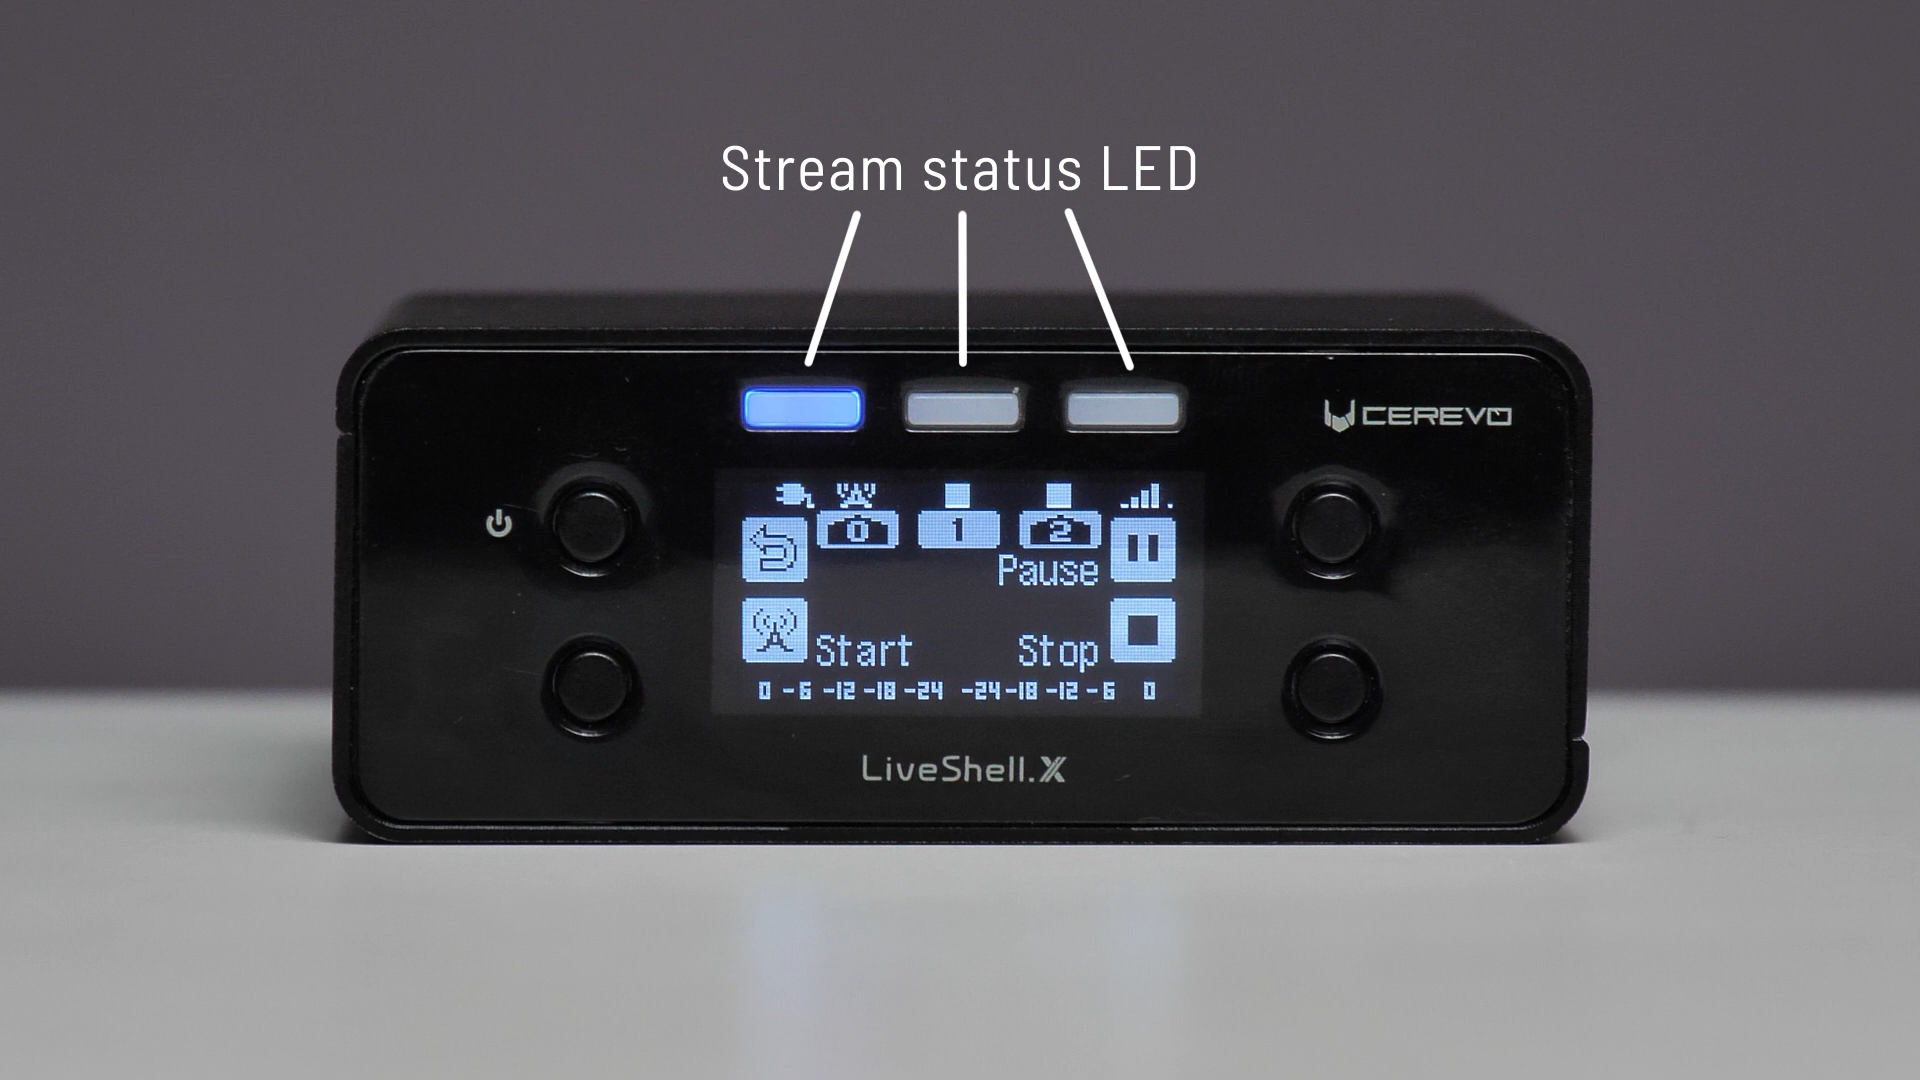 Stream status LED
CEREVO
0 1 2
Pause
Start Stop
0 -6 -12 -18 -24 -24 -18 -12 -6 0
LiveShell.X